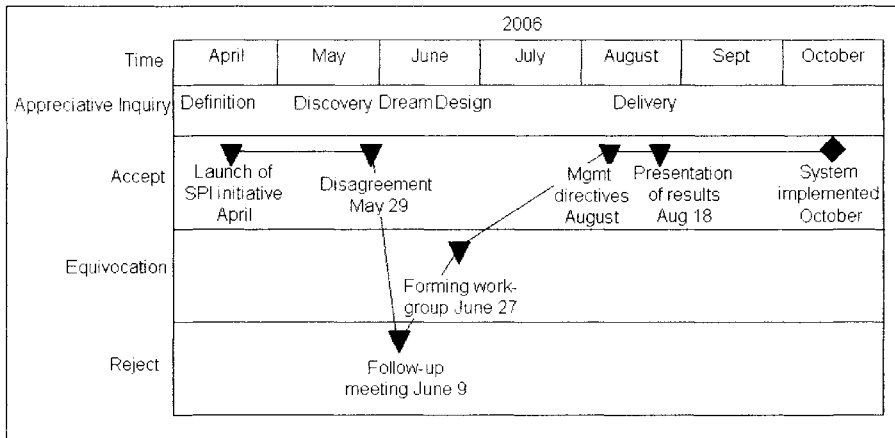 2006
Time April May June July August Sept October
Appreciative Inquiry Definition Discovery Dream Design Delivery
Accept
Launch of
SPI initiative
April
Disagreement
May 29
Mgmt
directives
August
Presentation
of results
Aug 18
System
implemented
October
Equivocation
Forming work-
group June 27
Reject
Follow-up
meeting June 9